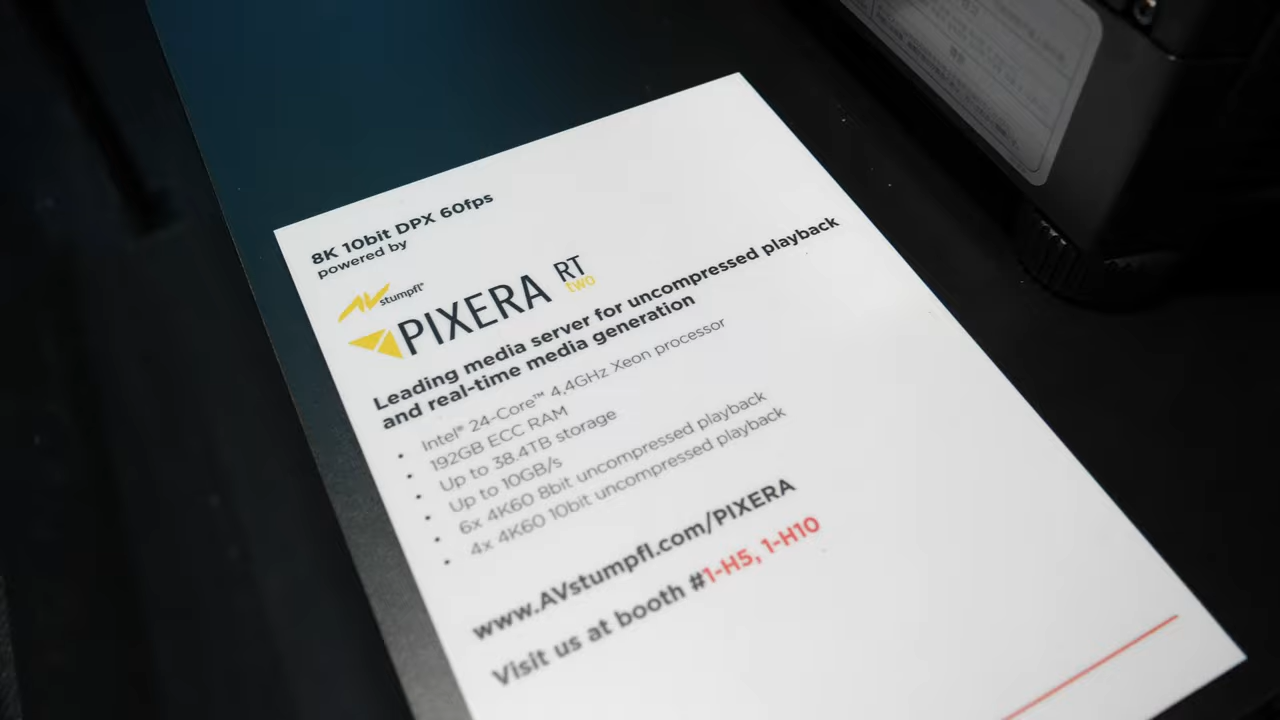 8K 10bit DPX 60fps
powered by
AV stumpfl®
PIXERA RT two
Leading media server for uncompressed playback
and real-time media generation
• Intel® 24-Core™ 4,4GHz Xeon processor
• 192GB ECC RAM
• Up to 38.4TB storage
• Up to 10GB/s
• 6x 4K60 8bit uncompressed playback
• 4x 4K60 10bit uncompressed playback
www.AVstumpfl.com/PIXERA
Visit us at booth #1-H5, 1-H10